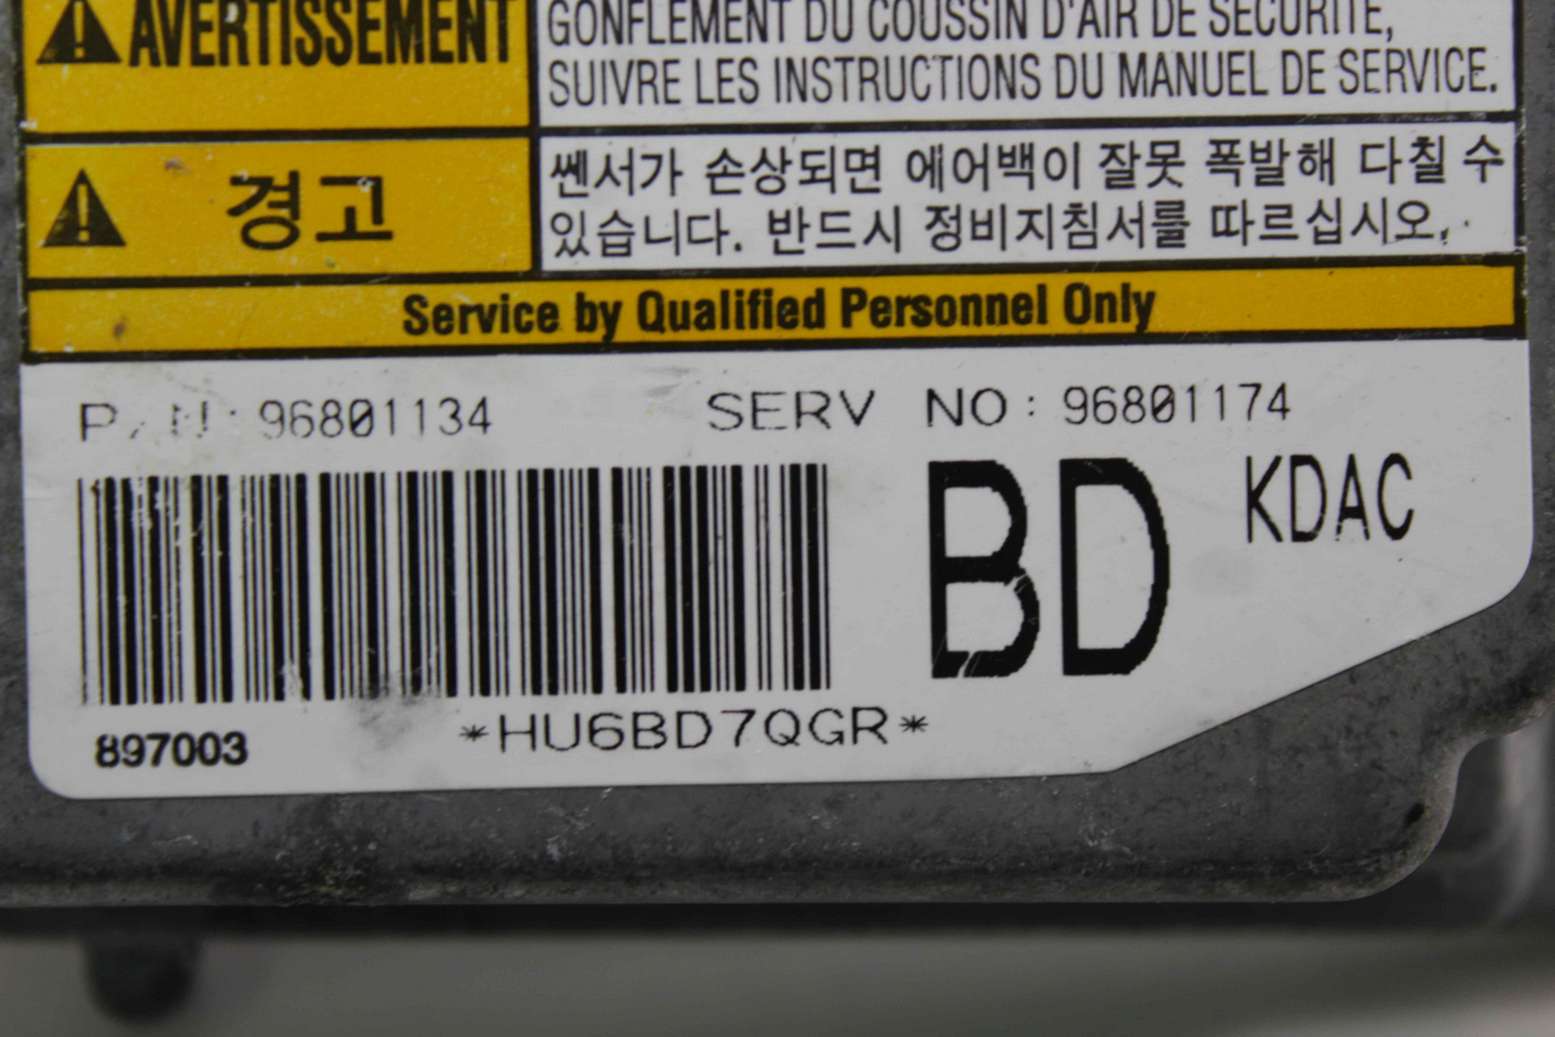 AVERTISSEMENT
GONFLEMENT DU COUSSIN D'AIR DE SECURITE,
SUIVRE LES INSTRUCTIONS DU MANUEL DE SERVICE.
경고
쎈서가 손상되면 에어백이 잘못 폭발해 다칠 수
있습니다. 반드시 정비지침서를 따르십시오.
Service by Qualified Personnel Only
P/N: 96801134 SERV NO: 96801174
BD KDAC
897003 *HU6BD7QGR*